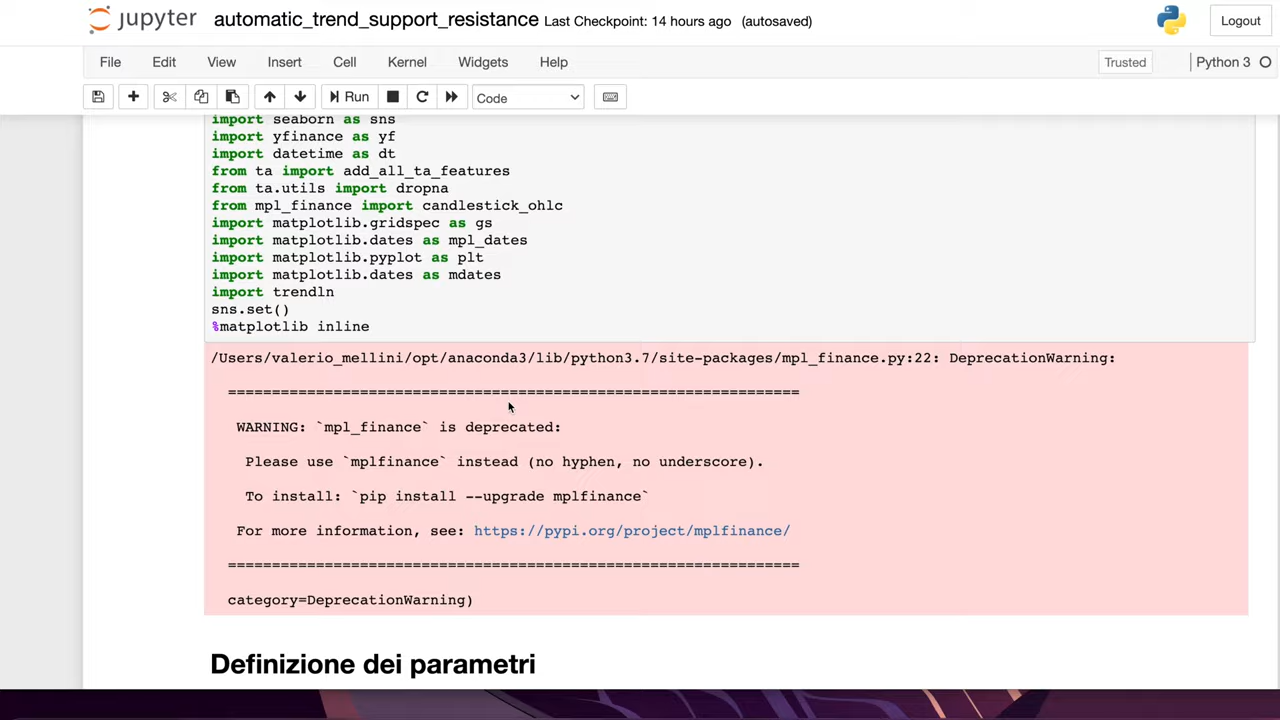 jupyter automatic_trend_support_resistance Last Checkpoint: 14 hours ago (autosaved)
Logout
File Edit View Insert Cell Kernel Widgets Help
Trusted
Python 3
Run
Code
import seaborn as sns
import yfinance as yf
import datetime as dt
from ta import add_all_ta_features
from ta.utils import dropna
from mpl_finance import candlestick_ohlc
import matplotlib.gridspec as gs
import matplotlib.dates as mpl_dates
import matplotlib.pyplot as plt
import matplotlib.dates as mdates
import trendln
sns.set()
%matplotlib inline
/Users/valerio_mellini/opt/anaconda3/lib/python3.7/site-packages/mpl_finance.py:22: DeprecationWarning:
=================================================================
WARNING: `mpl_finance` is deprecated:
Please use `mplfinance` instead (no hyphen, no underscore).
To install: `pip install --upgrade mplfinance`
For more information, see: https://pypi.org/project/mplfinance/
=================================================================
category=DeprecationWarning)
Definizione dei parametri